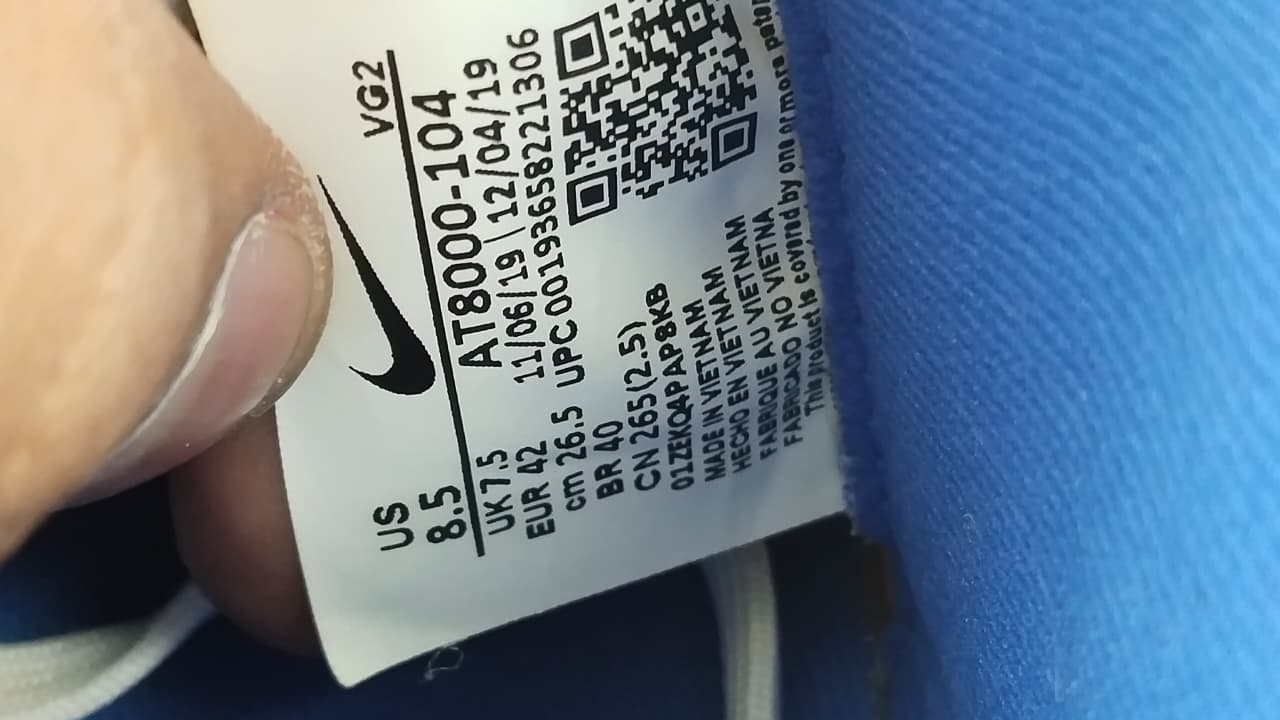 VG2
US
8.5
AT8000-104
UK 7.5
11/06/19 | 12/04/19
EUR 42
UPC 00193658221306
cm 26.5
BR 40
CN 265(2.5)
01ZEKQ4PAP8KB
MADE IN VIETNAM
HECHO EN VIETNAM
FABRIQUE AU VIETNAM
FABRICADO NO VIETNA
This product is covered by one or more